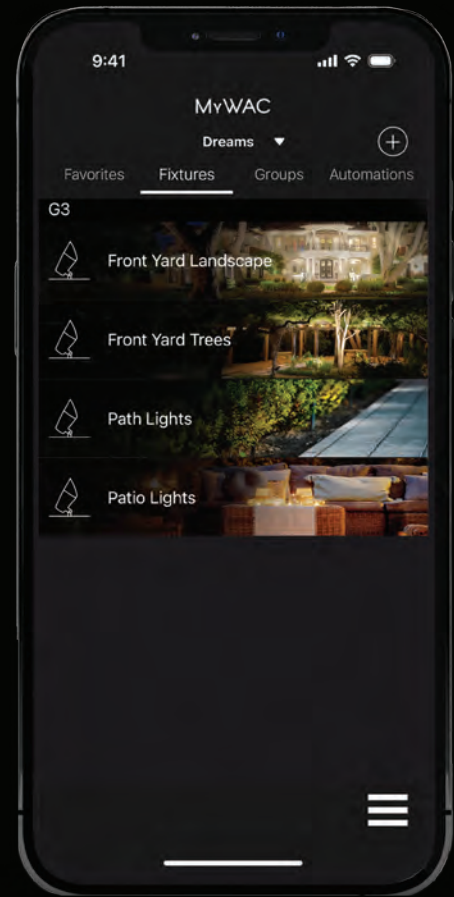 9:41
MyWAC
Dreams
Favorites Fixtures Groups Automations
G3
Front Yard Landscape
Front Yard Trees
Path Lights
Patio Lights